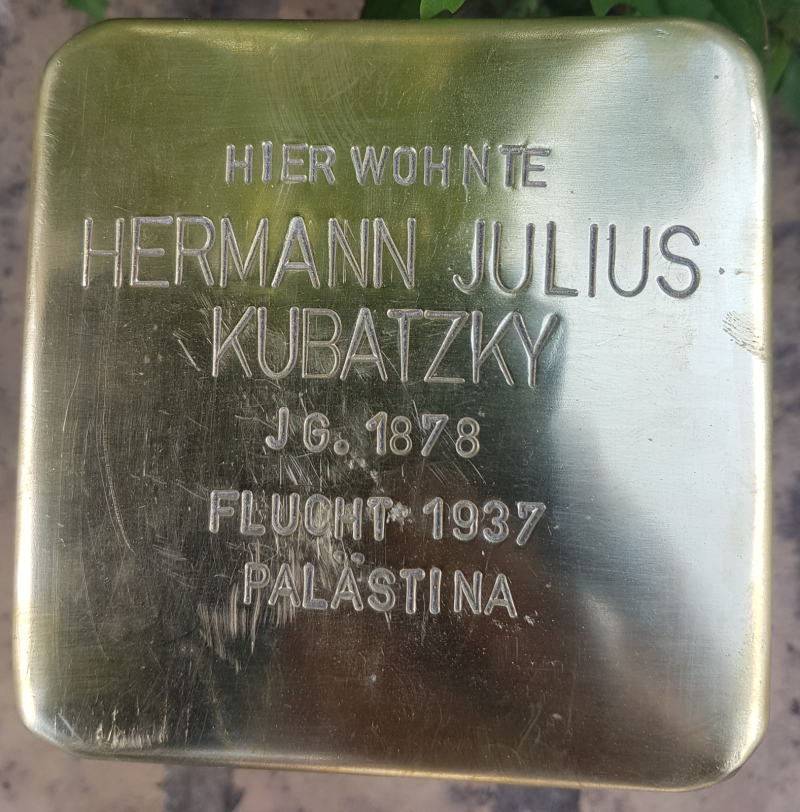 HIER WOHNTE
HERMANN JULIUS
KUBATZKY
JG. 1878
FLUCHT 1937
PALÄSTINA